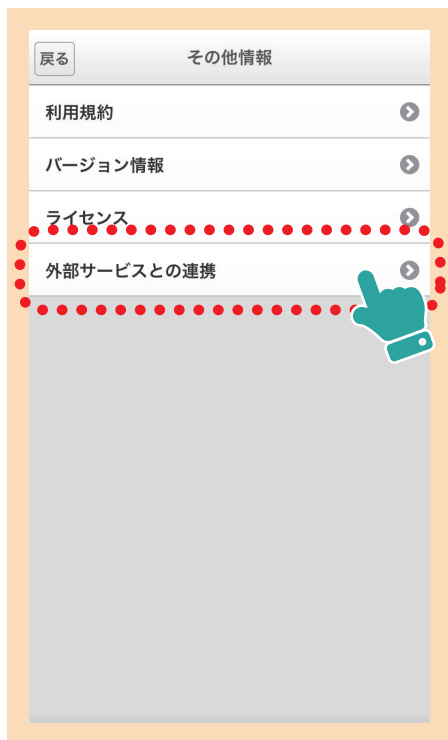 戻る
その他情報
利用規約
バージョン情報
ライセンス
外部サービスとの連携